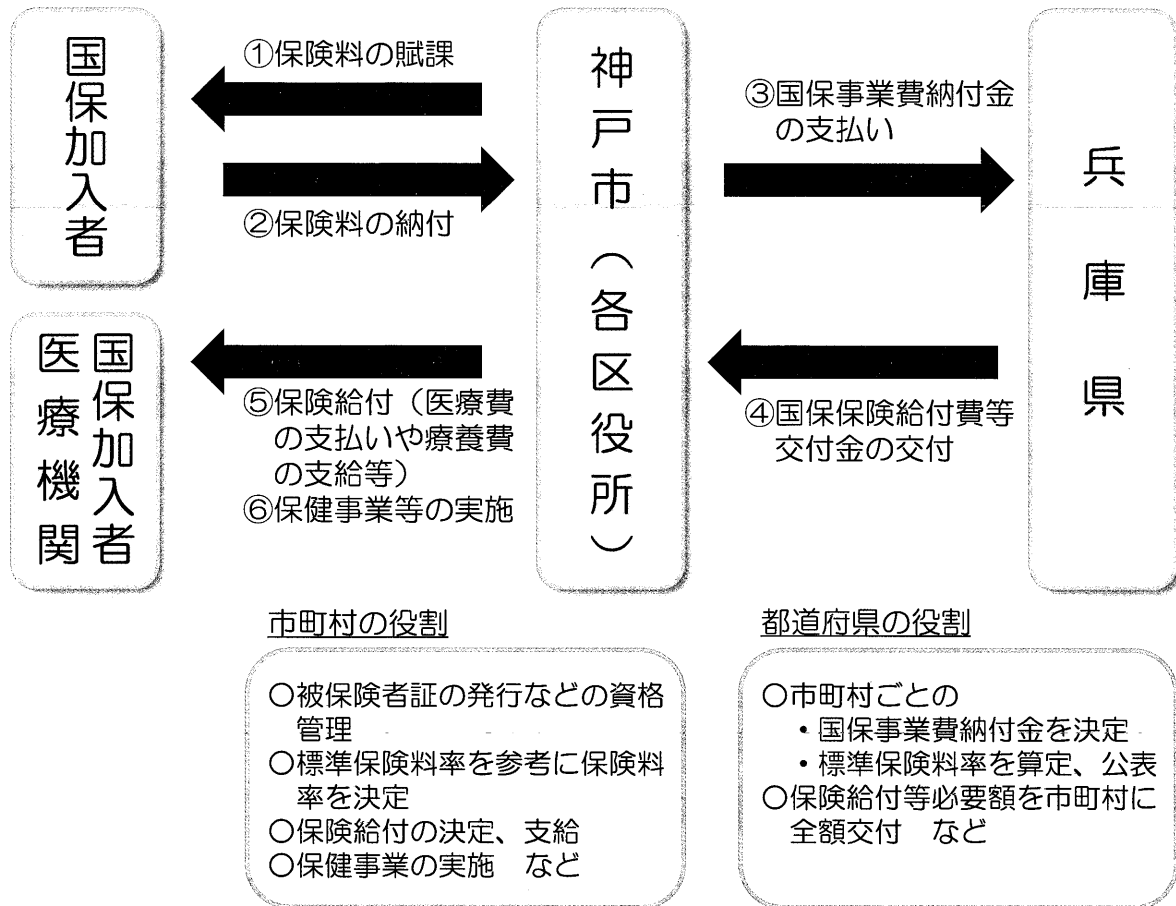 国保加入者
①保険料の賦課
②保険料の納付
神戸市（各区役所）
③国保事業費納付金
の支払い
兵庫県
国保加入者
医療機関
⑤保険給付（医療費
の支払いや療養費
の支給等）
⑥保健事業等の実施
④国保保険給付費等
交付金の交付
市町村の役割
○被保険者証の発行などの資格
管理
○標準保険料率を参考に保険料
率を決定
○保険給付の決定、支給
○保健事業の実施　など
都道府県の役割
○市町村ごとの
・国保事業費納付金を決定
・標準保険料率を算定、公表
○保険給付等必要額を市町村に
全額交付　など